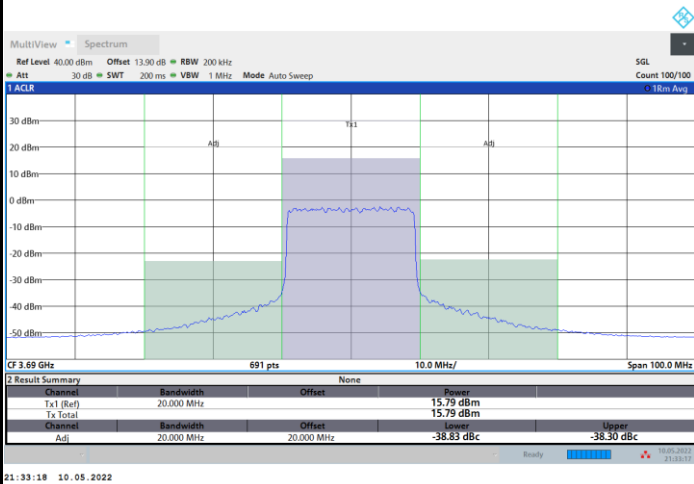 MultiView Spectrum
Ref Level 40.00 dBm Offset 13.90 dB RBW 200 kHz SGL
Att 30 dB SWT 200 ms VBW 1 MHz Mode Auto Sweep Count 100/100
1 ACLR 1Rm Avg
30 dBm
Tx1
20 dBm
Adj Adj
10 dBm
0 dBm
-10 dBm
-20 dBm
-30 dBm
-40 dBm
-50 dBm
CF 3.69 GHz 691 pts 10.0 MHz/ Span 100.0 MHz
2 Result Summary None
Channel Bandwidth Offset Power
Tx1 (Ref) 20.000 MHz 15.79 dBm
Tx Total 15.79 dBm
Channel Bandwidth Offset Lower Upper
Adj 20.000 MHz 20.000 MHz -38.83 dBc -38.30 dBc
Ready 10.05.2022
21:33:17
21:33:18 10.05.2022